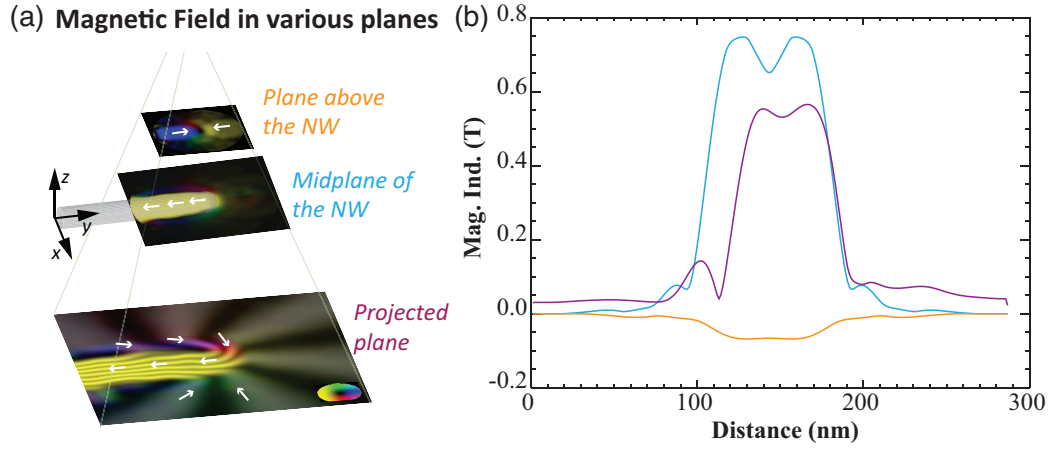 (a) Magnetic Field in various planes
Plane above
the NW
Midplane of
the NW
z
y
x
Projected
plane
(b)
0.8
0.6
0.4
0.2
0.0
-0.2
Mag. Ind. (T)
0
100
200
300
Distance (nm)